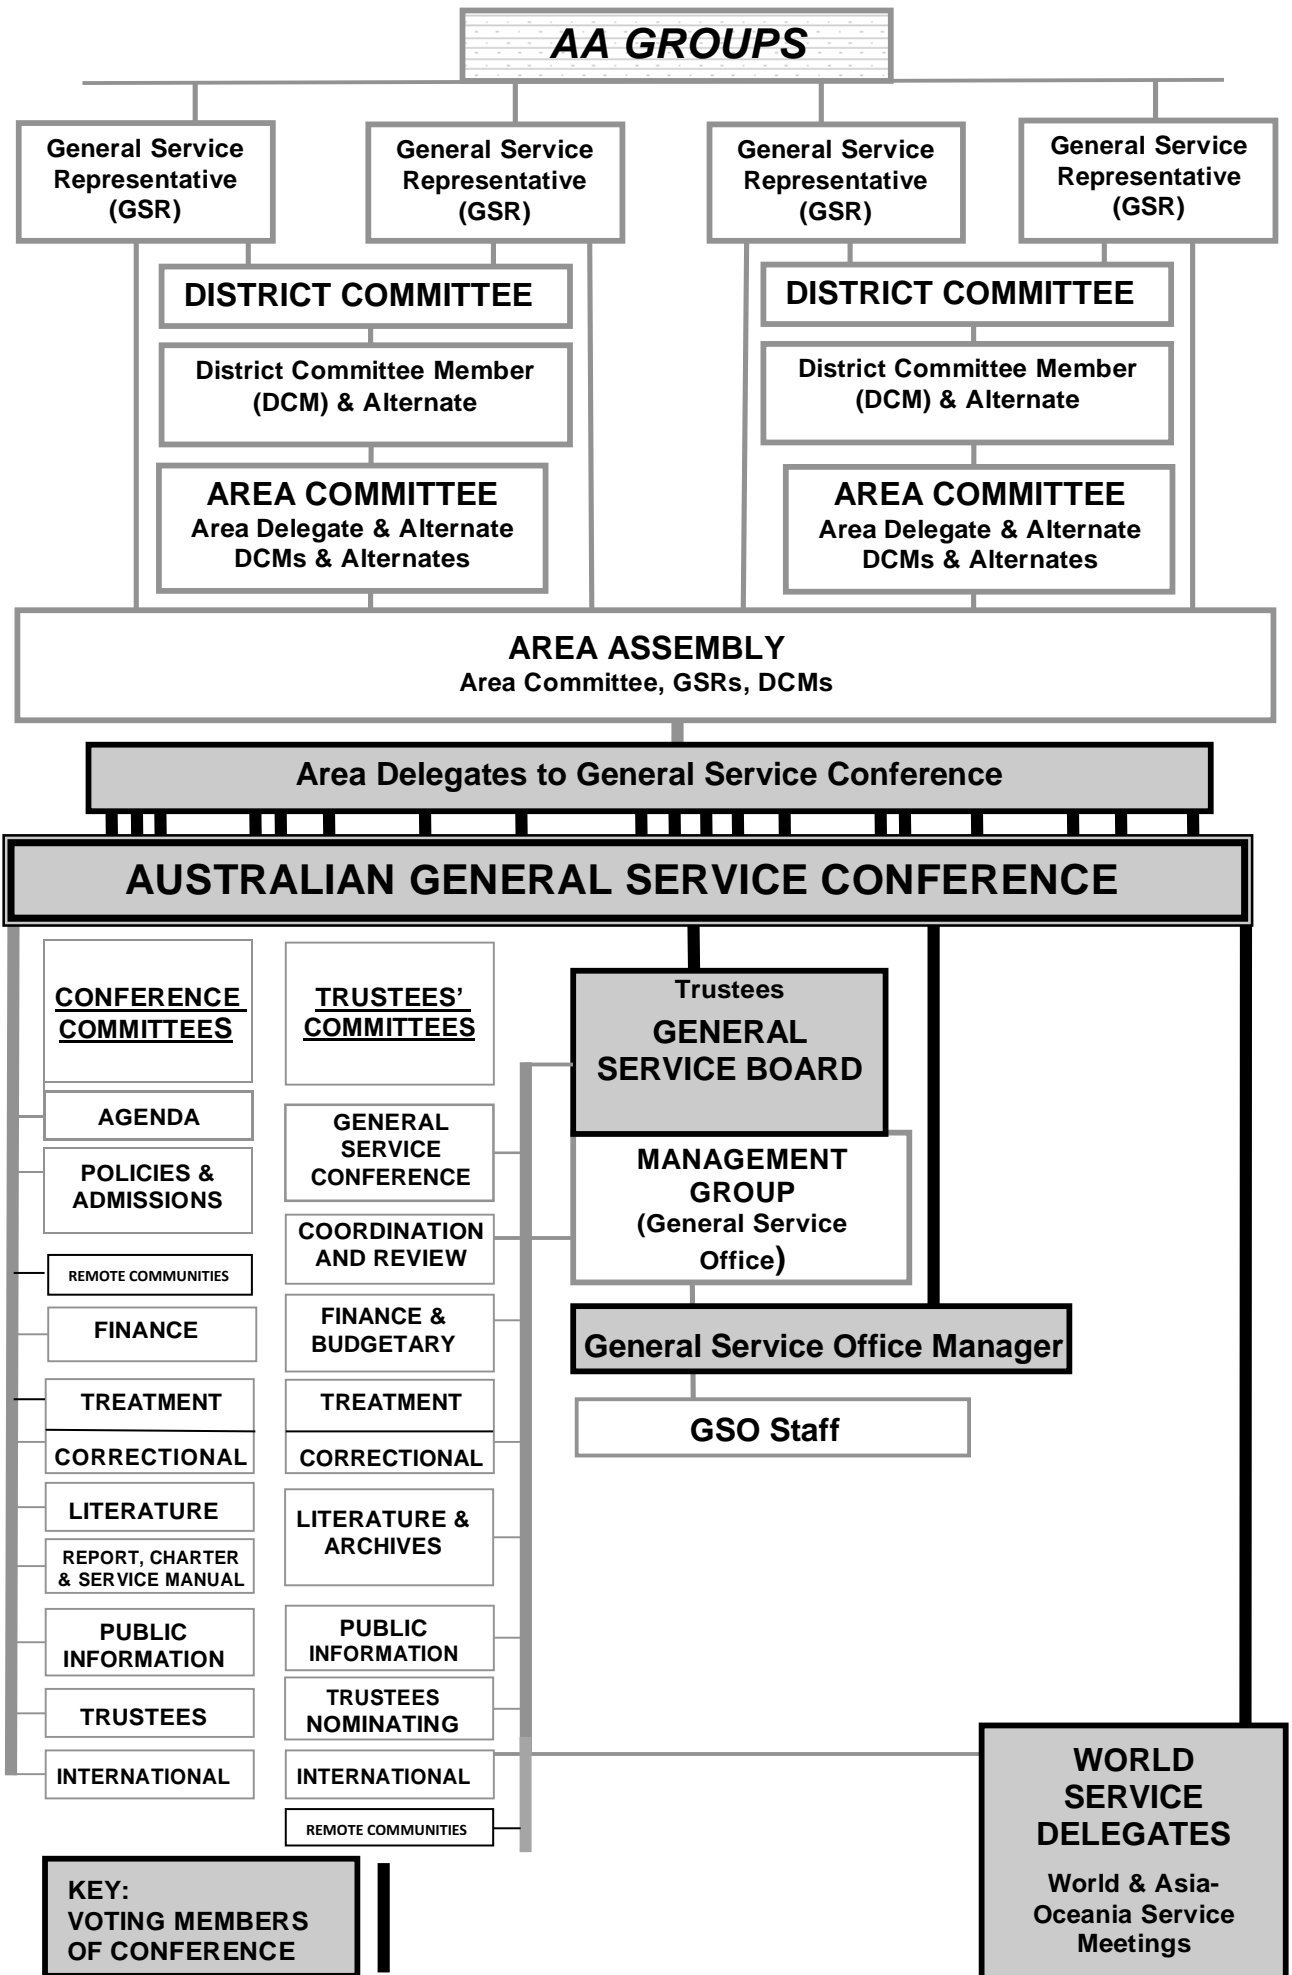 AA GROUPS
General Service
Representative
(GSR)
General Service
Representative
(GSR)
General Service
Representative
(GSR)
General Service
Representative
(GSR)
DISTRICT COMMITTEE
DISTRICT COMMITTEE
District Committee Member
(DCM) & Alternate
District Committee Member
(DCM) & Alternate
AREA COMMITTEE
Area Delegate & Alternate
DCMs & Alternates
AREA COMMITTEE
Area Delegate & Alternate
DCMs & Alternates
AREA ASSEMBLY
Area Committee, GSRs, DCMs
Area Delegates to General Service Conference
AUSTRALIAN GENERAL SERVICE CONFERENCE
CONFERENCE
COMMITTEES
AGENDA
POLICIES &
ADMISSIONS
REMOTE COMMUNITIES
FINANCE
TREATMENT
CORRECTIONAL
LITERATURE
REPORT, CHARTER
& SERVICE MANUAL
PUBLIC
INFORMATION
TRUSTEES
INTERNATIONAL
TRUSTEES’
COMMITTEES
GENERAL
SERVICE
CONFERENCE
COORDINATION
AND REVIEW
FINANCE &
BUDGETARY
TREATMENT
CORRECTIONAL
LITERATURE &
ARCHIVES
PUBLIC
INFORMATION
TRUSTEES
NOMINATING
INTERNATIONAL
REMOTE COMMUNITIES
Trustees
GENERAL
SERVICE BOARD
MANAGEMENT
GROUP
(General Service
Office)
General Service Office Manager
GSO Staff
WORLD
SERVICE
DELEGATES
World & Asia-
Oceania Service
Meetings
KEY:
VOTING MEMBERS
OF CONFERENCE